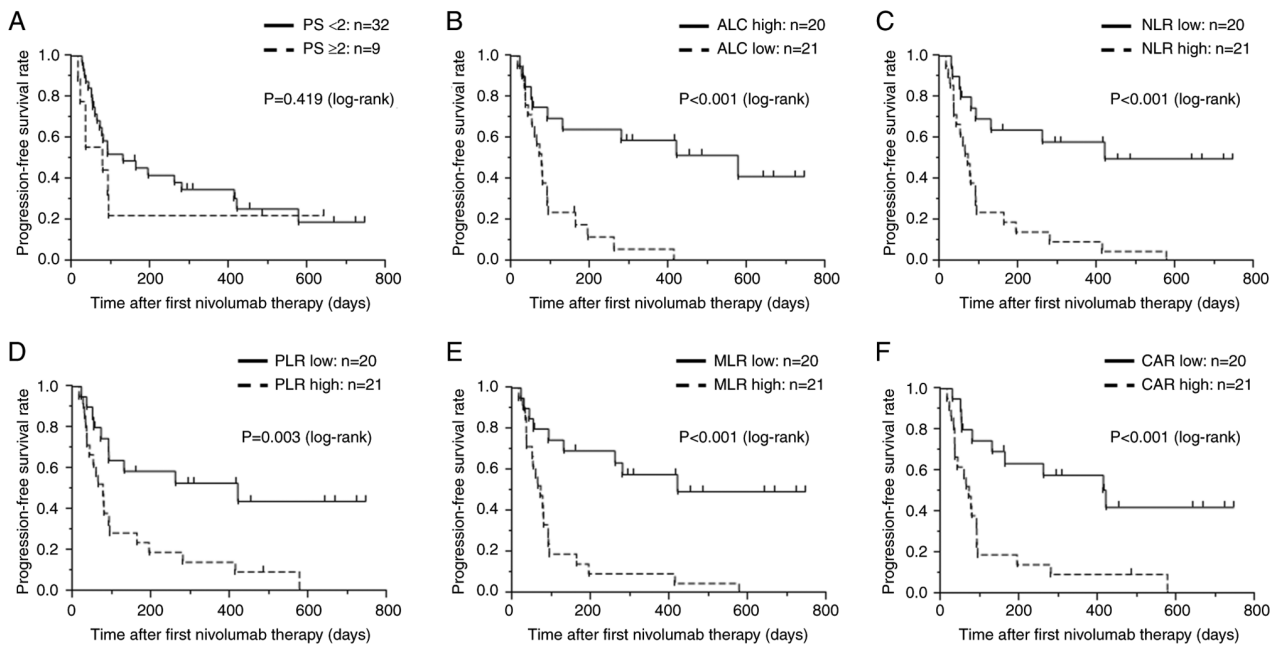 A
PS <2: n=32
PS ≥2: n=9
P=0.419 (log-rank)
Progression-free survival rate
1.0
0.8
0.6
0.4
0.2
0.0
0
200
400
600
800
Time after first nivolumab therapy (days)
B
ALC high: n=20
ALC low: n=21
P<0.001 (log-rank)
Progression-free survival rate
1.0
0.8
0.6
0.4
0.2
0.0
0
200
400
600
800
Time after first nivolumab therapy (days)
C
NLR low: n=20
NLR high: n=21
P<0.001 (log-rank)
Progression-free survival rate
1.0
0.8
0.6
0.4
0.2
0.0
0
200
400
600
800
Time after first nivolumab therapy (days)
D
PLR low: n=20
PLR high: n=21
P=0.003 (log-rank)
Progression-free survival rate
1.0
0.8
0.6
0.4
0.2
0.0
0
200
400
600
800
Time after first nivolumab therapy (days)
E
MLR low: n=20
MLR high: n=21
P<0.001 (log-rank)
Progression-free survival rate
1.0
0.8
0.6
0.4
0.2
0.0
0
200
400
600
800
Time after first nivolumab therapy (days)
F
CAR low: n=20
CAR high: n=21
P<0.001 (log-rank)
Progression-free survival rate
1.0
0.8
0.6
0.4
0.2
0.0
0
200
400
600
800
Time after first nivolumab therapy (days)